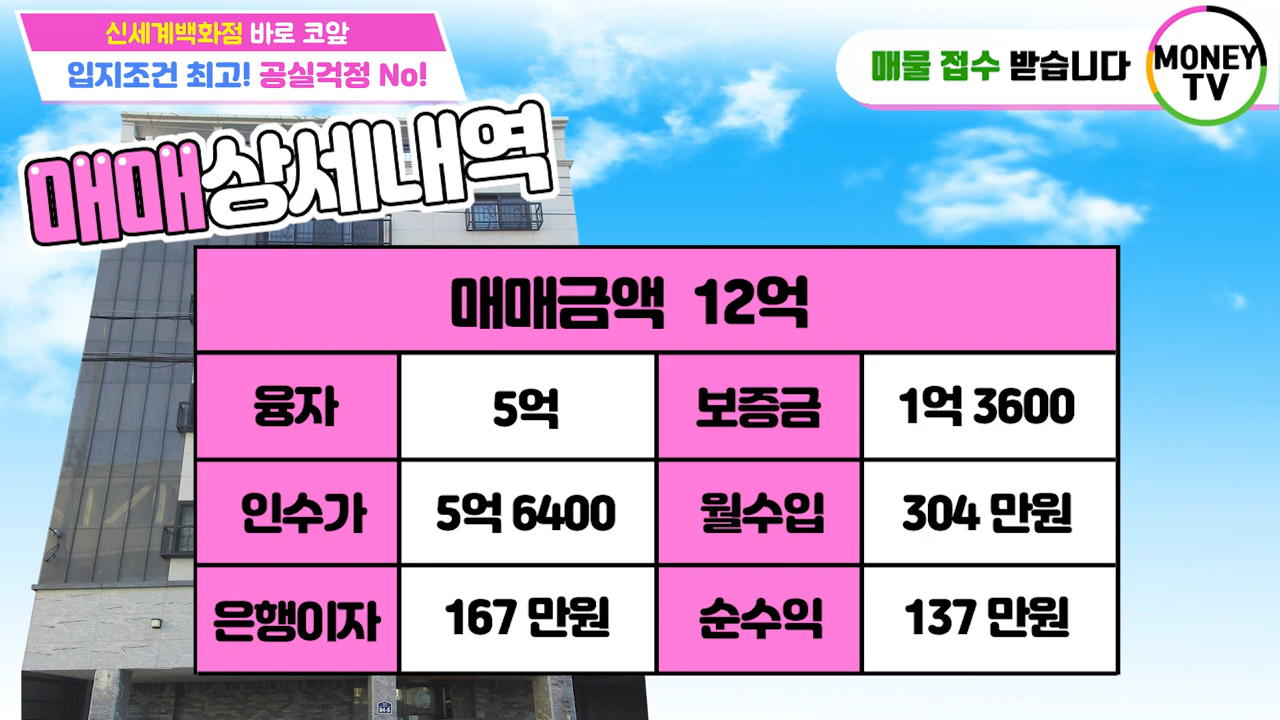 신세계백화점 바로 코앞
입지조건 최고! 공실걱정 No!
매물 접수 받습니다
MONEY
TV
매매상세내역
매매금액 12억
융자 5억 보증금 1억 3600
인수가 5억 6400 월수입 304 만원
은행이자 167 만원 순수익 137 만원
84-8